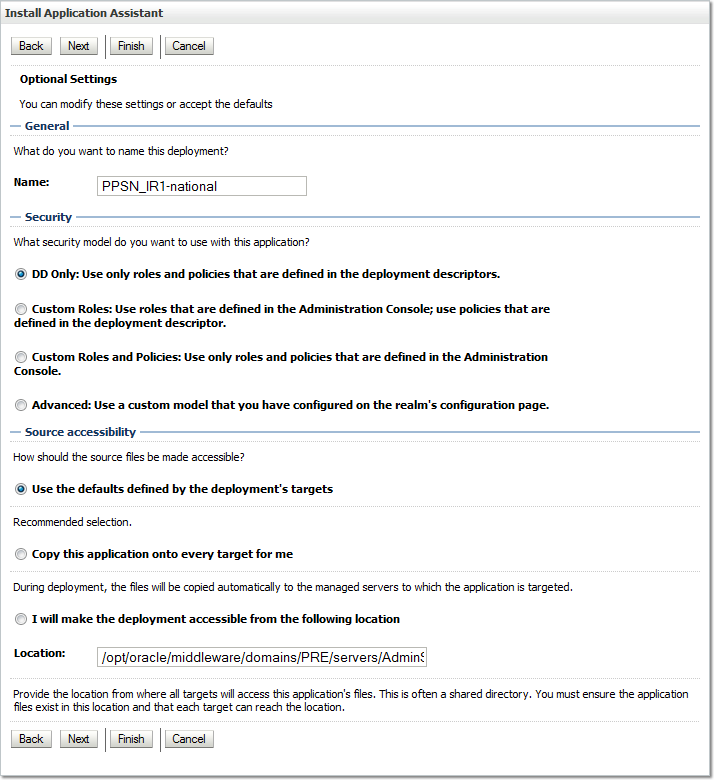 Install Application Assistant
Back Next Finish Cancel
Optional Settings
You can modify these settings or accept the defaults
General
What do you want to name this deployment?
Name: PPSN_IR1-national
Security
What security model do you want to use with this application?
DD Only: Use only roles and policies that are defined in the deployment descriptors.
Custom Roles: Use roles that are defined in the Administration Console; use policies that are
defined in the deployment descriptor.
Custom Roles and Policies: Use only roles and policies that are defined in the Administration
Console.
Advanced: Use a custom model that you have configured on the realm's configuration page.
Source accessibility
How should the source files be made accessible?
Use the defaults defined by the deployment's targets
Recommended selection.
Copy this application onto every target for me
During deployment, the files will be copied automatically to the managed servers to which the application is targeted.
I will make the deployment accessible from the following location
Location: /opt/oracle/middleware/domains/PRE/servers/AdminS
Provide the location from where all targets will access this application's files. This is often a shared directory. You must ensure the application
files exist in this location and that each target can reach the location.
Back Next Finish Cancel